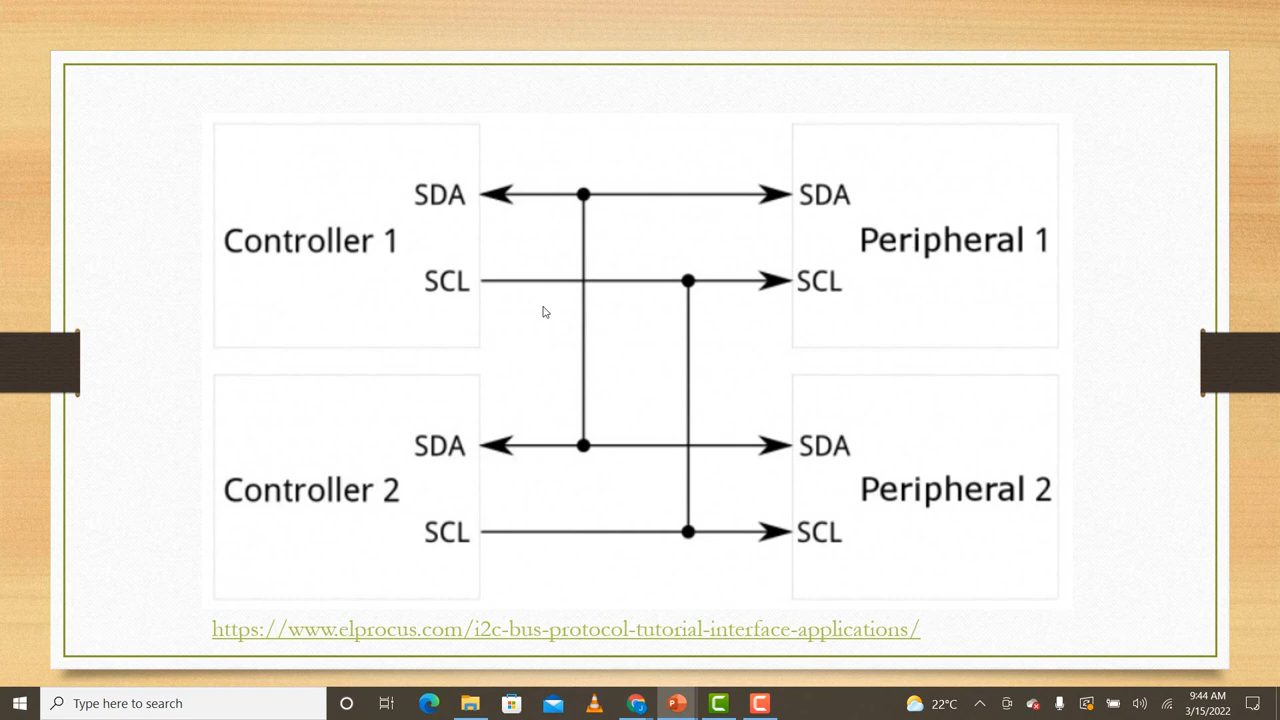 SDA
SDA
Controller 1
Peripheral 1
SCL
SCL
SDA
SDA
Controller 2
Peripheral 2
SCL
SCL
https://www.elprocus.com/i2c-bus-protocol-tutorial-interface-applications/
Type here to search
22°C
9:44 AM
3/15/2022